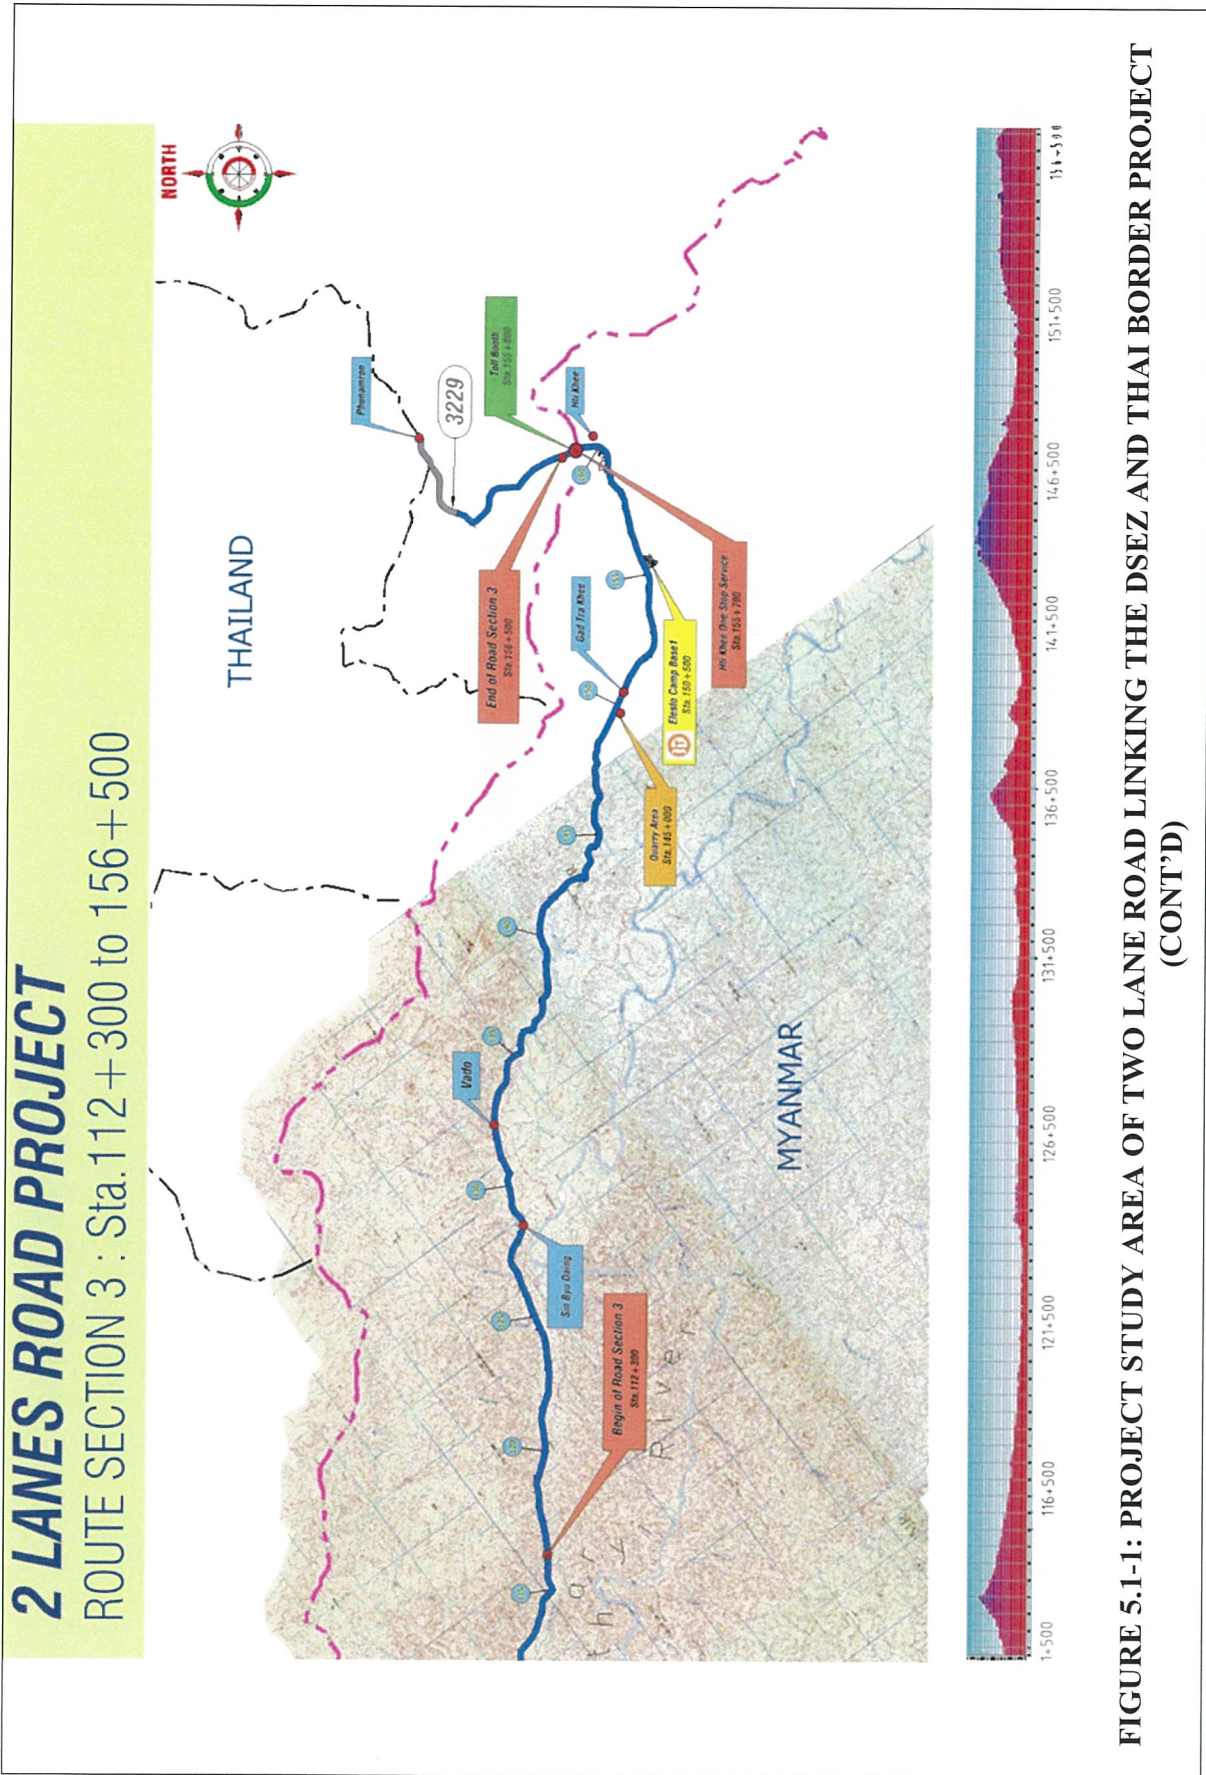 2 LANES ROAD PROJECT
ROUTE SECTION 3 : Sta.112+300 to 156+500
NORTH
THAILAND
Phunamron
3229
Toll Booth
Hti Khee
End of Road Section 3
Sta.156+500
Gad Tra Khee
Elesto Camp Base1
Sta.150+500
Hti Khee One Stop Service
Sta.155+700
Quarry Area
Sta.145+000
Vado
Sin Byu Daing
Begin of Road Section 3
Sta.112+300
MYANMAR
River
1+500
116+500
121+500
126+500
131+500
136+500
141+500
146+500
151+500
FIGURE 5.1-1: PROJECT STUDY AREA OF TWO LANE ROAD LINKING THE DSEZ AND THAI BORDER PROJECT
(CONT'D)